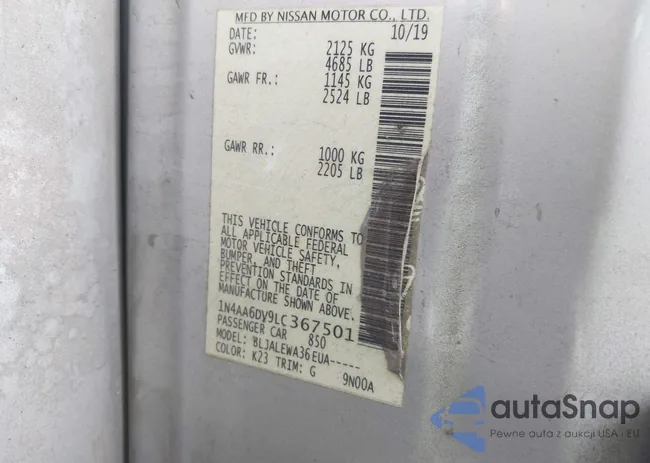 MFD BY NISSAN MOTOR CO., LTD.
DATE: 10/19
GVWR: 2125 KG
4685 LB
GAWR FR.: 1145 KG
2524 LB
GAWR RR.: 1000 KG
2205 LB
THIS VEHICLE CONFORMS TO
ALL APPLICABLE FEDERAL
MOTOR VEHICLE SAFETY,
BUMPER, AND THEFT
PREVENTION STANDARDS IN
EFFECT ON THE DATE OF
MANUFACTURE SHOWN ABOVE.
1N4AA6DV9LC367501
PASSENGER CAR 850
MODEL: BLJALEWA36EUA-----
COLOR: K23 TRIM: G 9N00A
autaSnap
Pewne auta z aukcji USA i EU